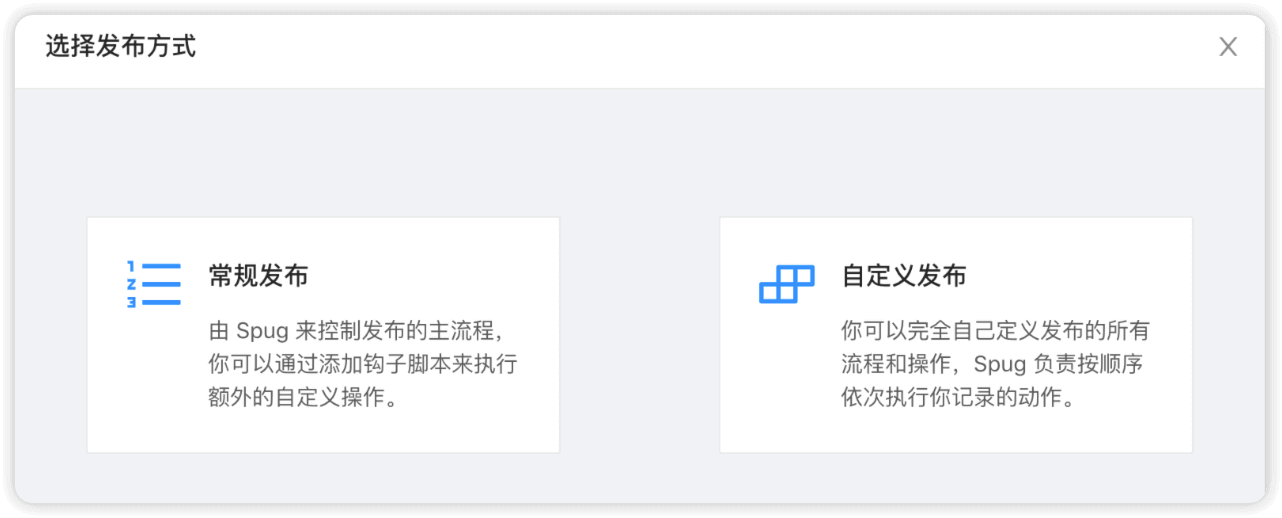 选择发布方式
常规发布
由 Spug 来控制发布的主流程，
你可以通过添加钩子脚本来执行
额外的自定义操作。
自定义发布
你可以完全自己定义发布的所有
流程和操作，Spug 负责按顺序
依次执行你记录的动作。